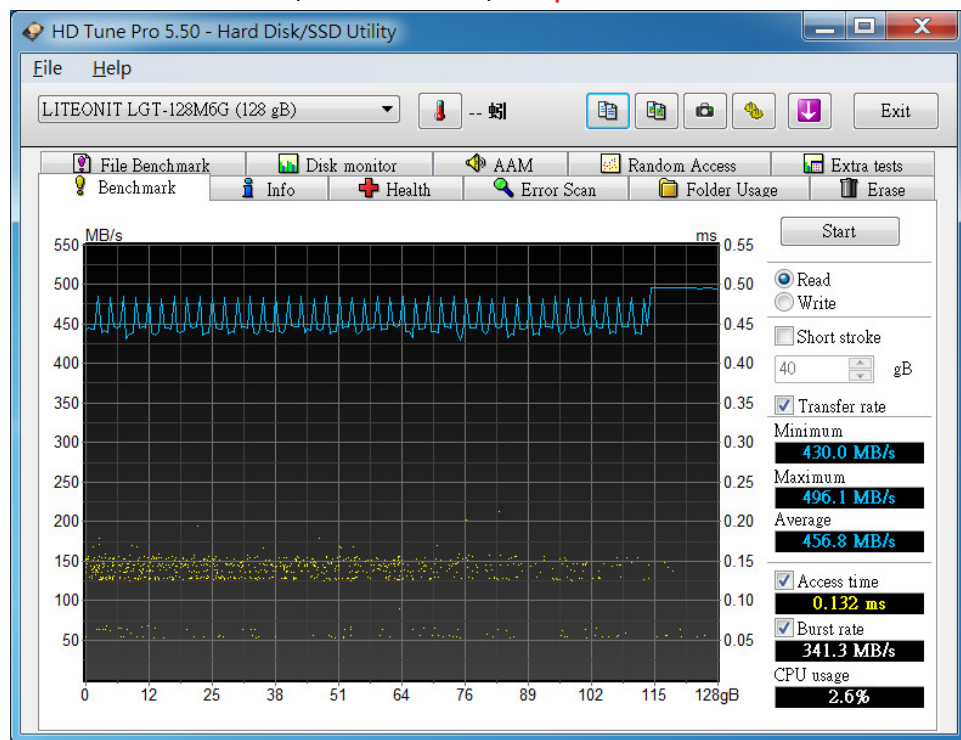 HD Tune Pro 5.50 - Hard Disk/SSD Utility
File Help
LITEONIT LGT-128M6G (128 gB)
-- 蚓
Exit
File Benchmark Disk monitor AAM Random Access Extra tests
Benchmark Info Health Error Scan Folder Usage Erase
MB/s ms
Start
550 0.55
500 0.50
450 0.45
400 0.40
350 0.35
300 0.30
250 0.25
200 0.20
150 0.15
100 0.10
50 0.05
0 12 25 38 51 64 76 89 102 115 128gB
Read
Write
Short stroke
40 gB
Transfer rate
Minimum
430.0 MB/s
Maximum
496.1 MB/s
Average
456.8 MB/s
Access time
0.132 ms
Burst rate
341.3 MB/s
CPU usage
2.6%